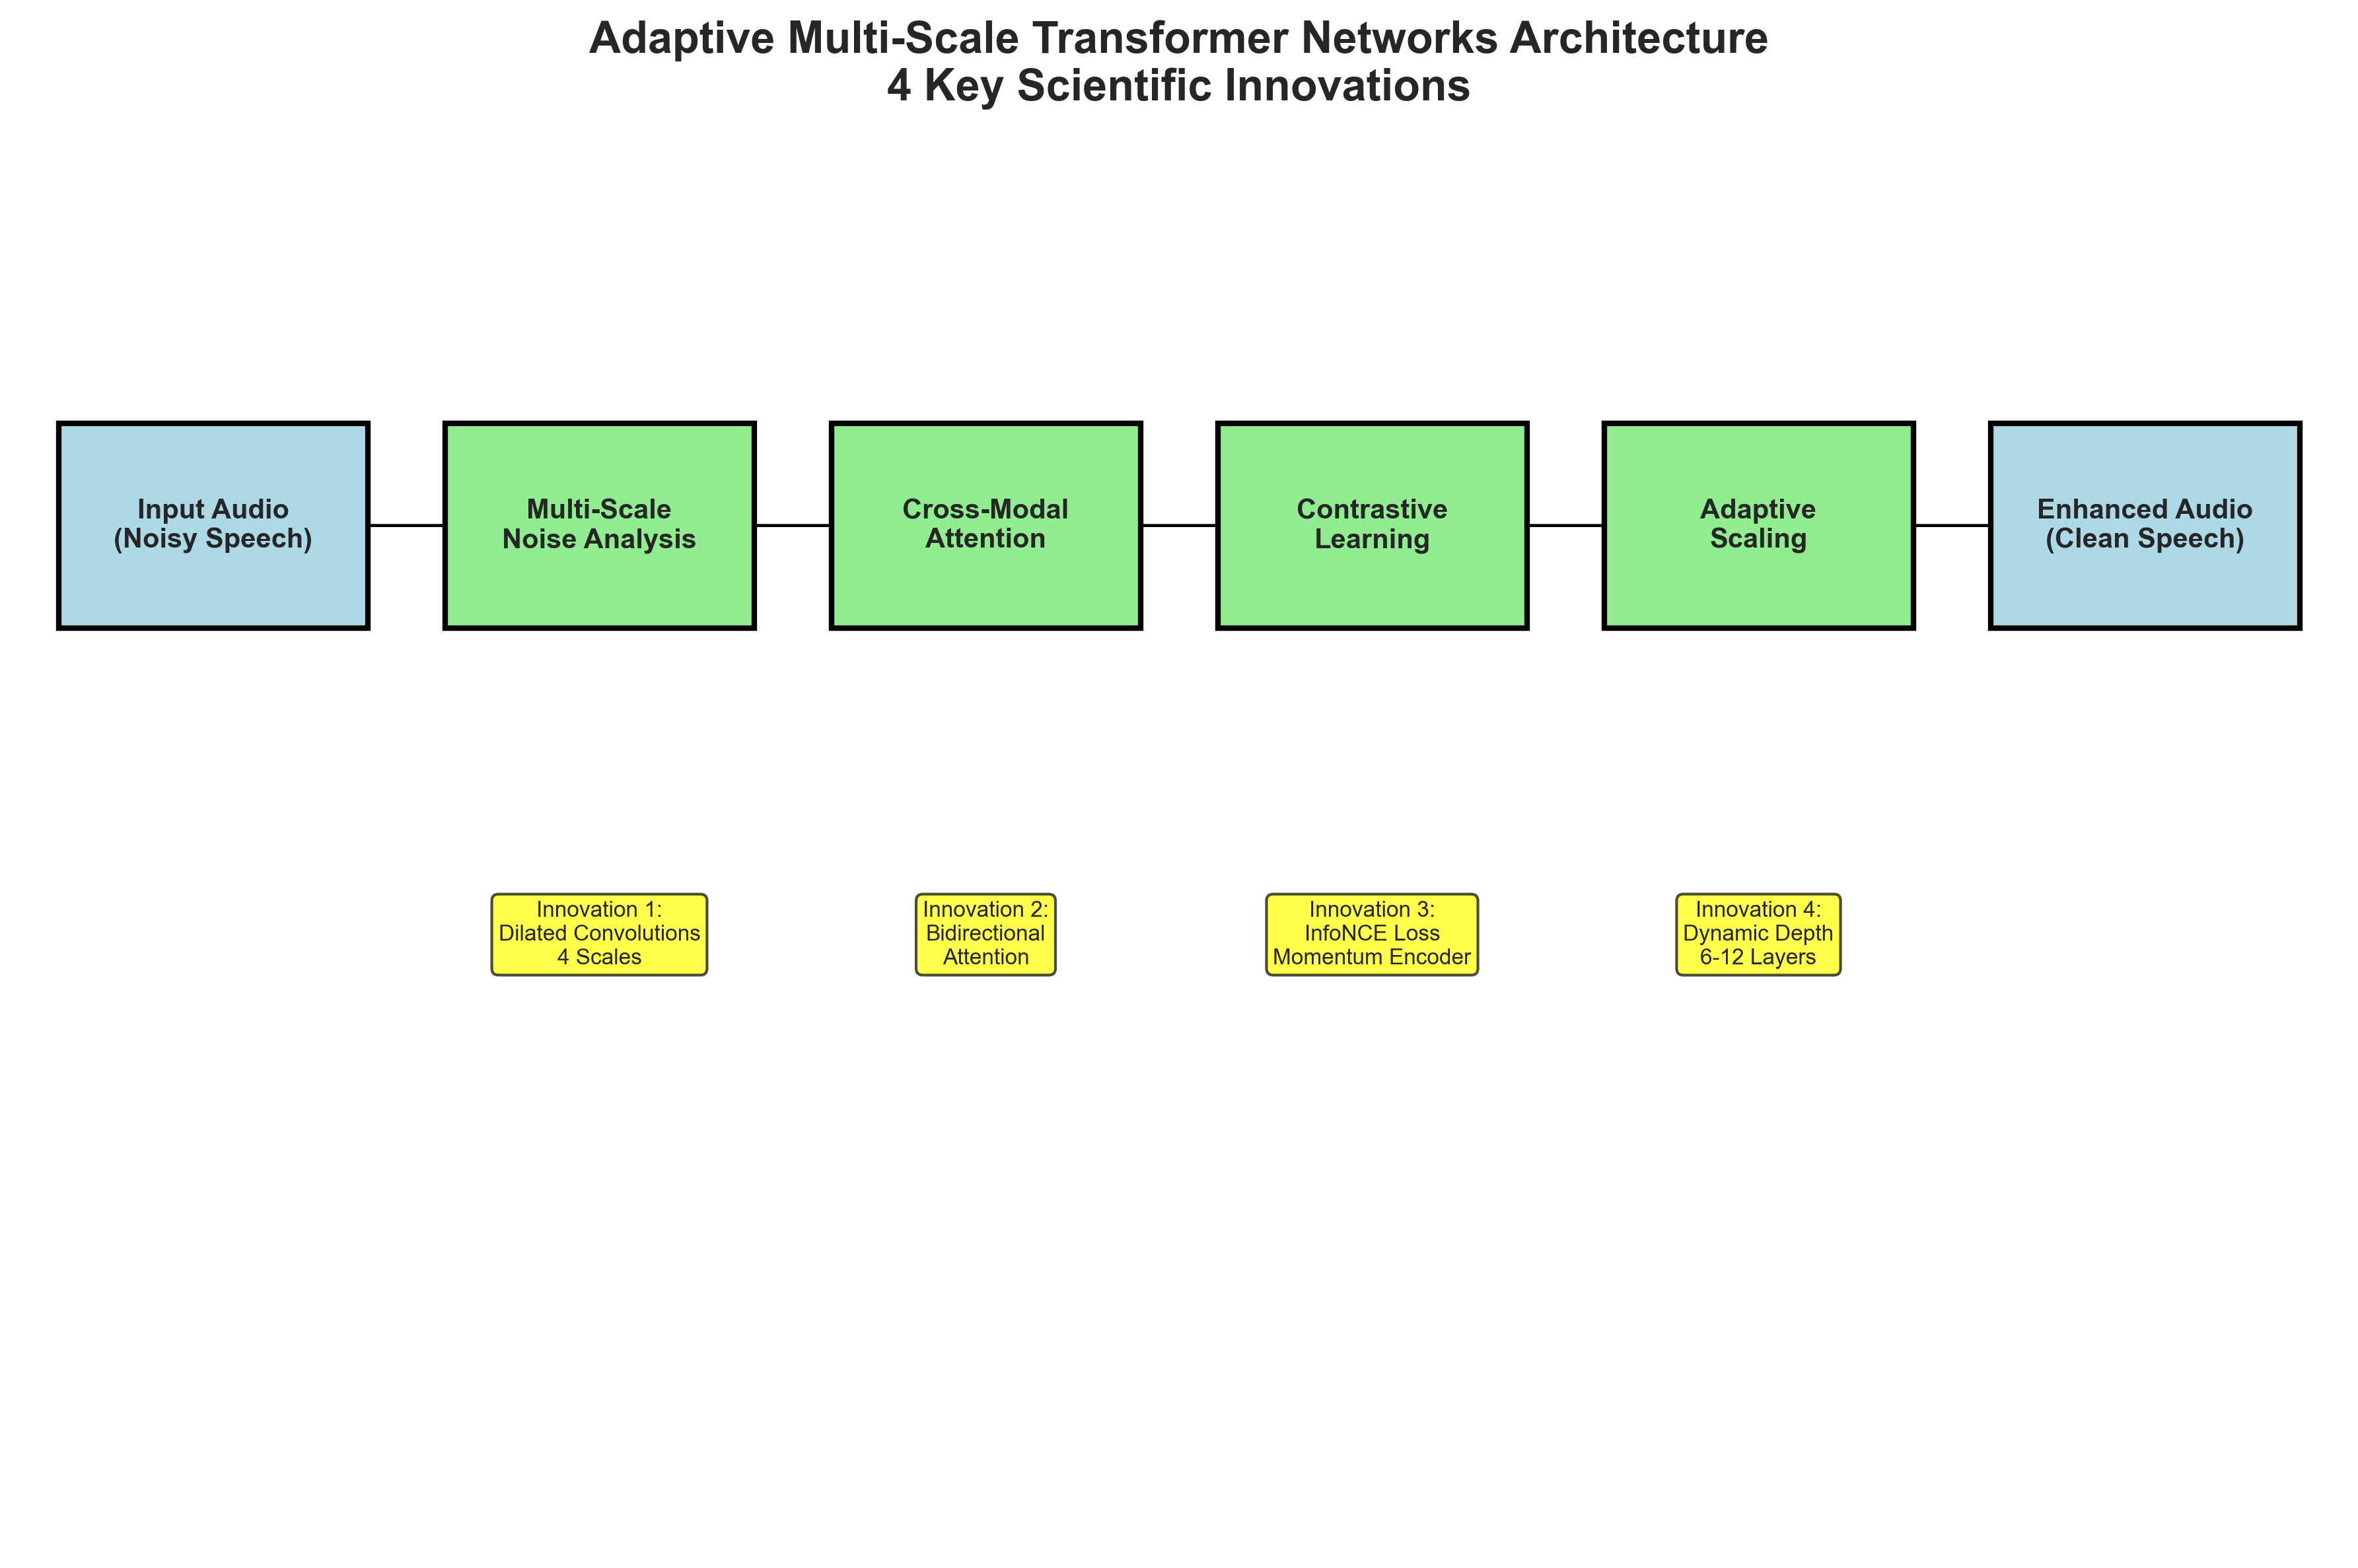 Adaptive Multi-Scale Transformer Networks Architecture
4 Key Scientific Innovations
Input Audio
(Noisy Speech)
Multi-Scale
Noise Analysis
Cross-Modal
Attention
Contrastive
Learning
Adaptive
Scaling
Enhanced Audio
(Clean Speech)
Innovation 1:
Dilated Convolutions
4 Scales
Innovation 2:
Bidirectional
Attention
Innovation 3:
InfoNCE Loss
Momentum Encoder
Innovation 4:
Dynamic Depth
6-12 Layers